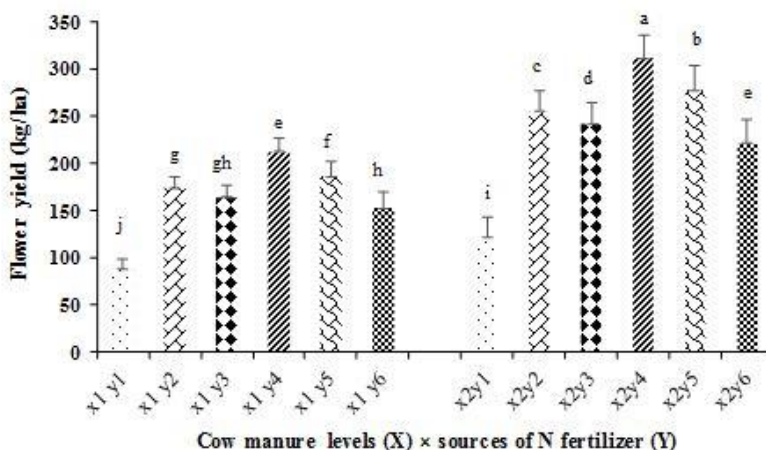 Flower yield (kg/ha)
350
300
250
200
150
100
50
0
j
g
gh
e
f
h
i
c
d
a
b
e
x1 y1
x1 y2
x1 y3
x1 y4
x1 y5
x1 y6
x2y1
x2y2
x2y3
x2y4
x2y5
x2y6
Cow manure levels (X) × sources of N fertilizer (Y)